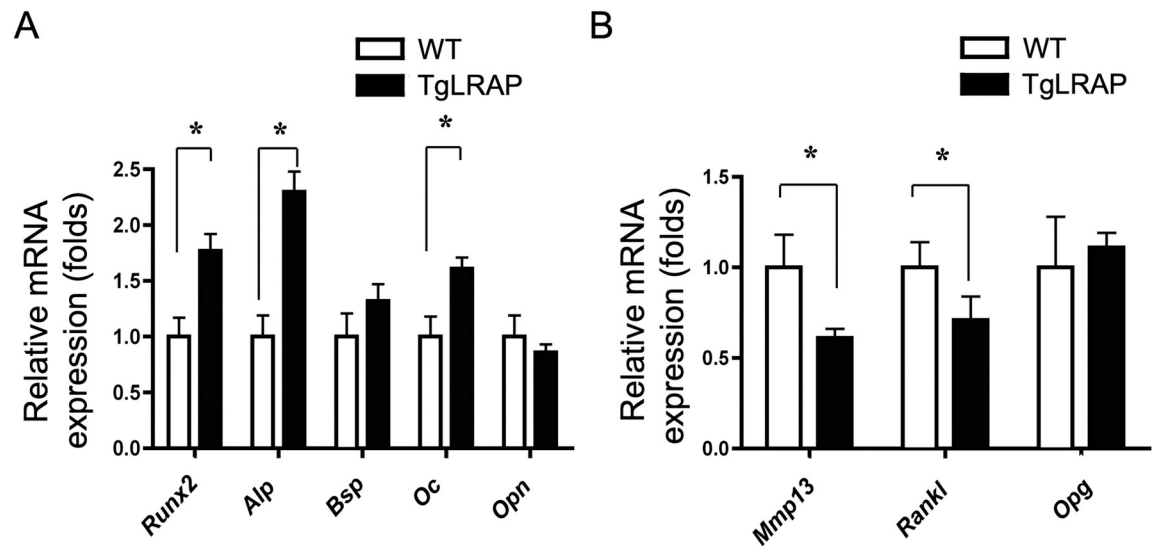 A
WT
TgLRAP
*
*
*
Relative mRNA
expression (folds)
2.5
2.0
1.5
1.0
0.5
0.0
Runx2
Alp
Bsp
Oc
Opn
B
WT
TgLRAP
*
*
Relative mRNA
expression (folds)
1.5
1.0
0.5
0.0
Mmp13
Rankl
Opg